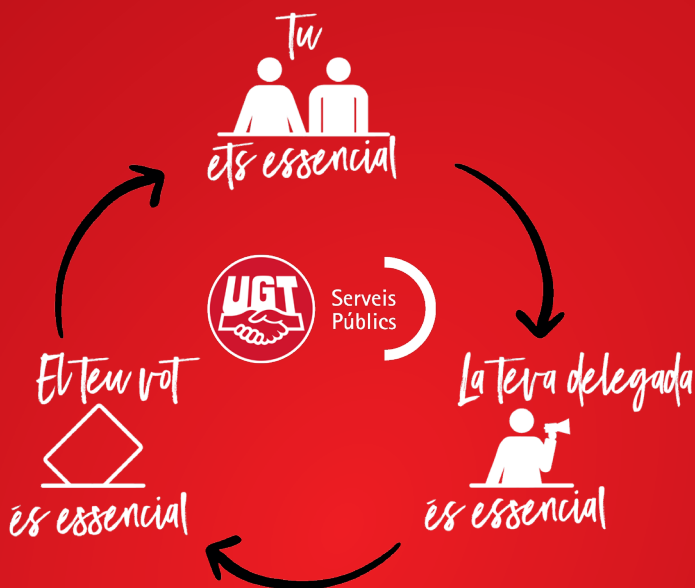 Tu
ets essencial
UGT
Serveis
Públics
El teu vot
és essencial
La teva delegada
és essencial